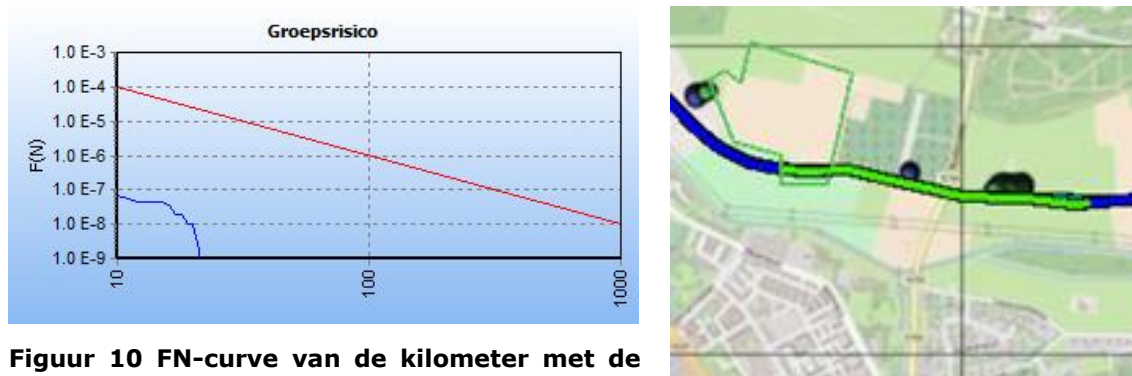 Groepsrisico
1.0 E-3
1.0 E-4
1.0 E-5
1.0 E-6
1.0 E-7
1.0 E-8
1.0 E-9
F(N)
10
100
1000
Figuur 10 FN-curve van de kilometer met de